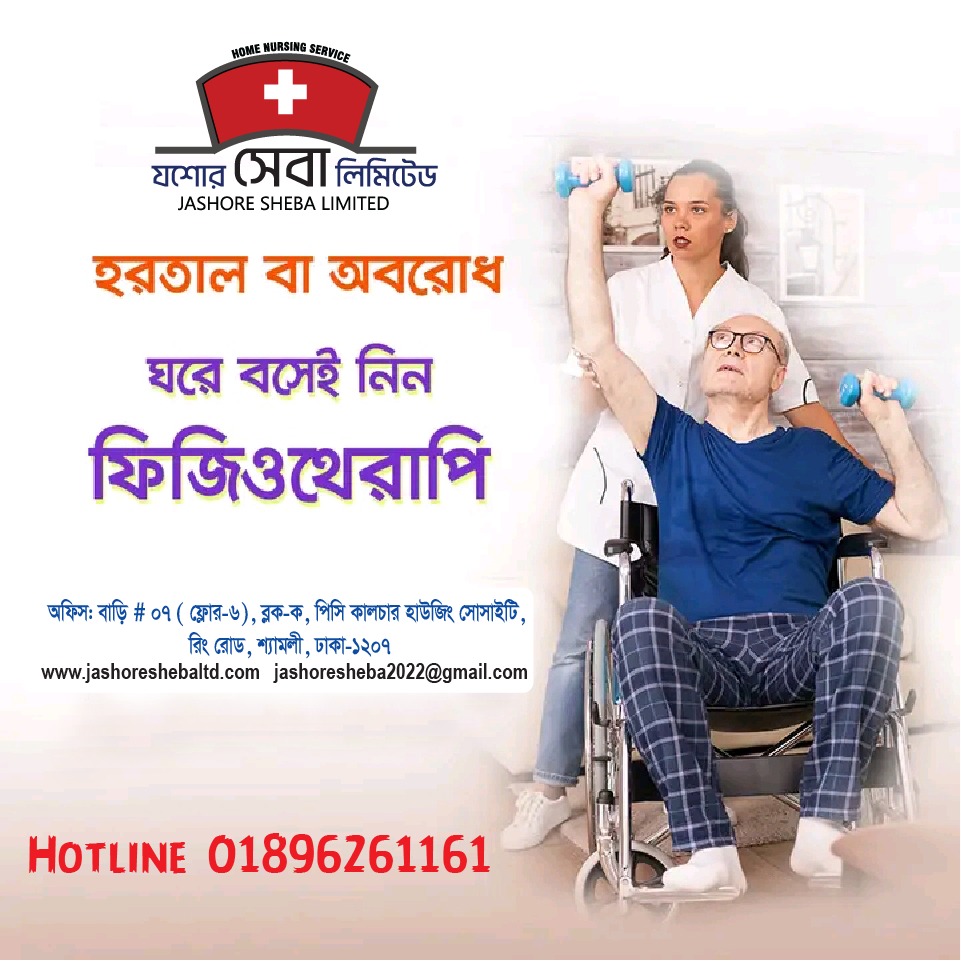 HOME NURSING SERVICE
যশোর সেবা লিমিটেড
JASHORE SHEBA LIMITED
হরতাল বা অবরোধ
ঘরে বসেই নিন
ফিজিওথেরাপি
অফিস: বাড়ি # ০৭ ( ফ্লোর-৬), ব্লক-ক, পিসি কালচার হাউজিং সোসাইটি,
রিং রোড, শ্যামলী, ঢাকা-১২০৭
www.jashoreshebaltd.com jashoresheba2022@gmail.com
HOTLINE 01896261161